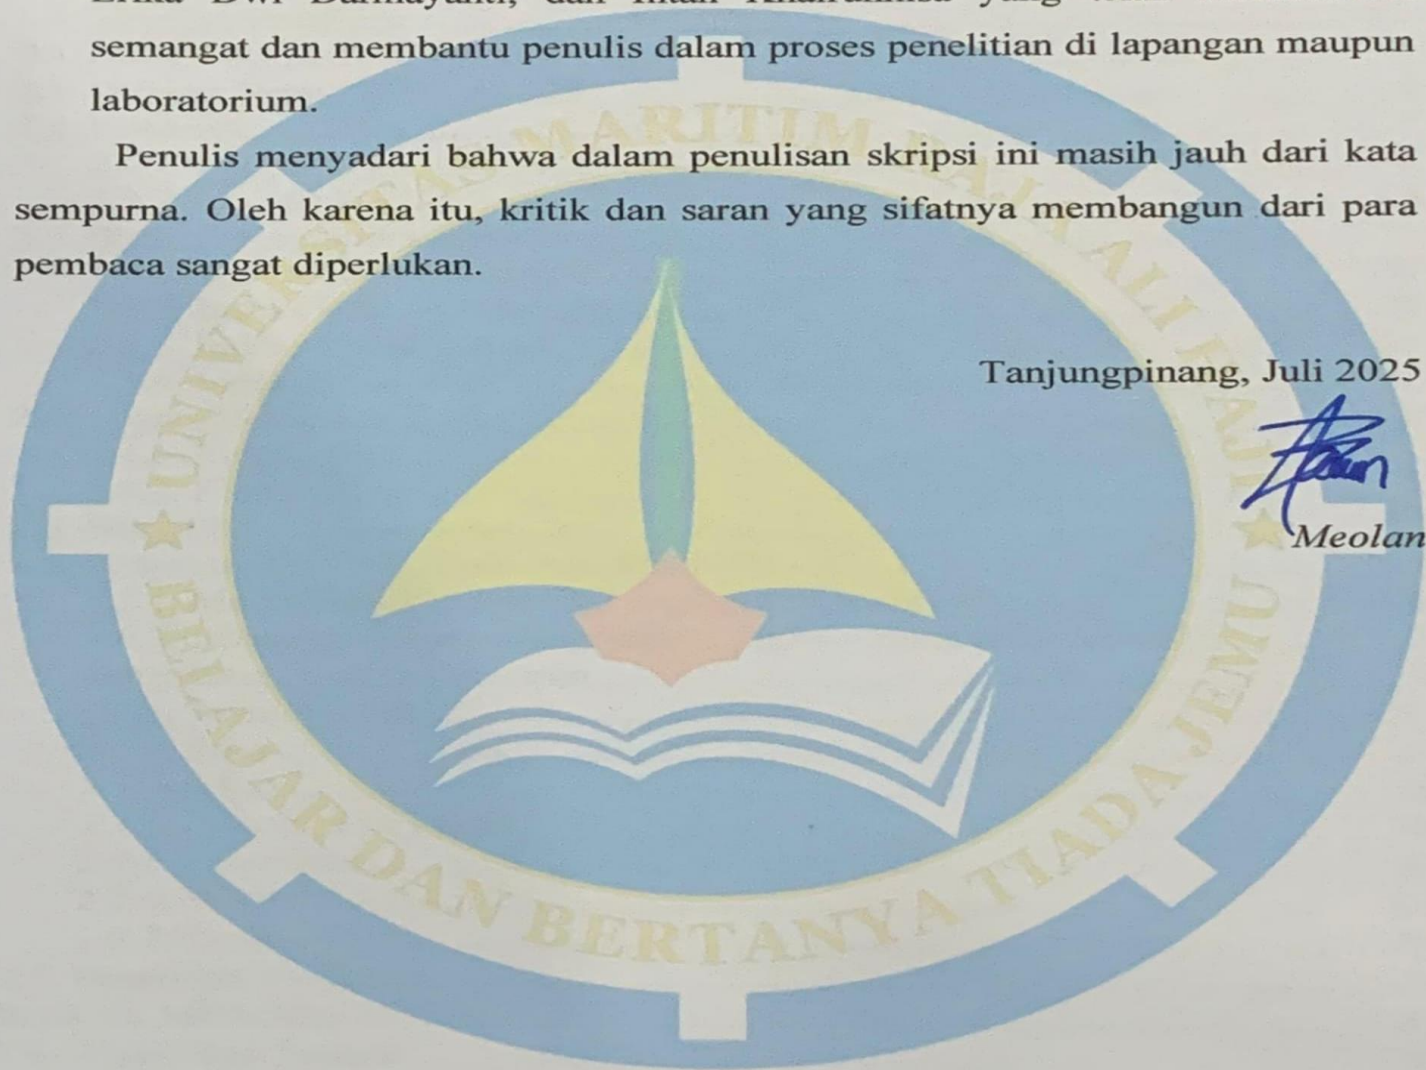 semangat dan membantu penulis dalam proses penelitian di lapangan maupun
laboratorium.
Penulis menyadari bahwa dalam penulisan skripsi ini masih jauh dari kata
sempurna. Oleh karena itu, kritik dan saran yang sifatnya membangun dari para
pembaca sangat diperlukan.
Tanjungpinang, Juli 2025
Meolan
UNIVERSITAS MARITIM RAJA ALI HAJI
BELAJAR DAN BERTANYA TIADA JEMU